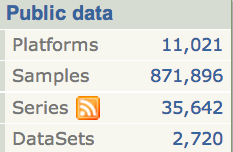 Public data
Platforms 11,021
Samples 871,896
Series 35,642
DataSets 2,720